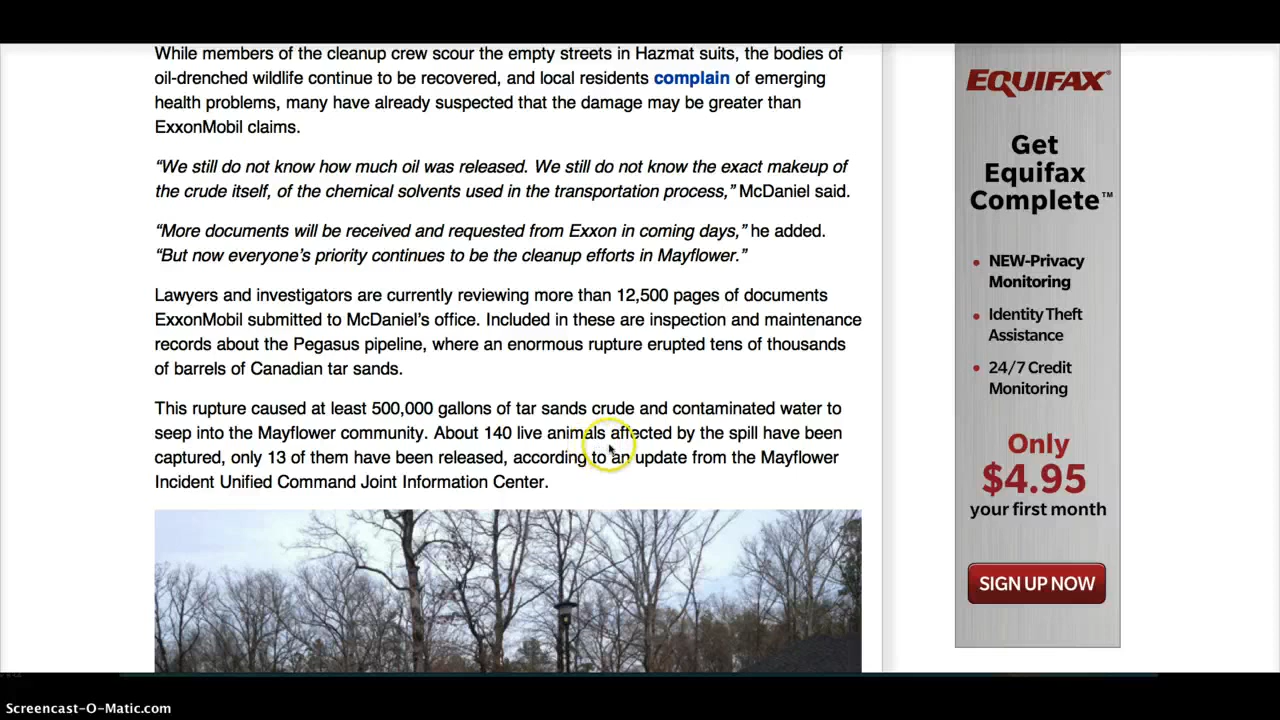 While members of the cleanup crew scour the empty streets in Hazmat suits, the bodies of
oil-drenched wildlife continue to be recovered, and local residents complain of emerging
health problems, many have already suspected that the damage may be greater than
ExxonMobil claims.
“We still do not know how much oil was released. We still do not know the exact makeup of
the crude itself, of the chemical solvents used in the transportation process,” McDaniel said.
“More documents will be received and requested from Exxon in coming days,” he added.
“But now everyone’s priority continues to be the cleanup efforts in Mayflower.”
Lawyers and investigators are currently reviewing more than 12,500 pages of documents
ExxonMobil submitted to McDaniel’s office. Included in these are inspection and maintenance
records about the Pegasus pipeline, where an enormous rupture erupted tens of thousands
of barrels of Canadian tar sands.
This rupture caused at least 500,000 gallons of tar sands crude and contaminated water to
seep into the Mayflower community. About 140 live animals affected by the spill have been
captured, only 13 of them have been released, according to an update from the Mayflower
Incident Unified Command Joint Information Center.
EQUIFAX®
Get
Equifax
Complete™
• NEW-Privacy
Monitoring
• Identity Theft
Assistance
• 24/7 Credit
Monitoring
Only
$4.95
your first month
SIGN UP NOW
Screencast-O-Matic.com